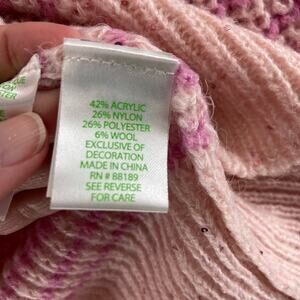 42% ACRYLIC
26% NYLON
26% POLYESTER
6% WOOL
EXCLUSIVE OF
DECORATION
MADE IN CHINA
RN # 88189
SEE REVERSE
FOR CARE